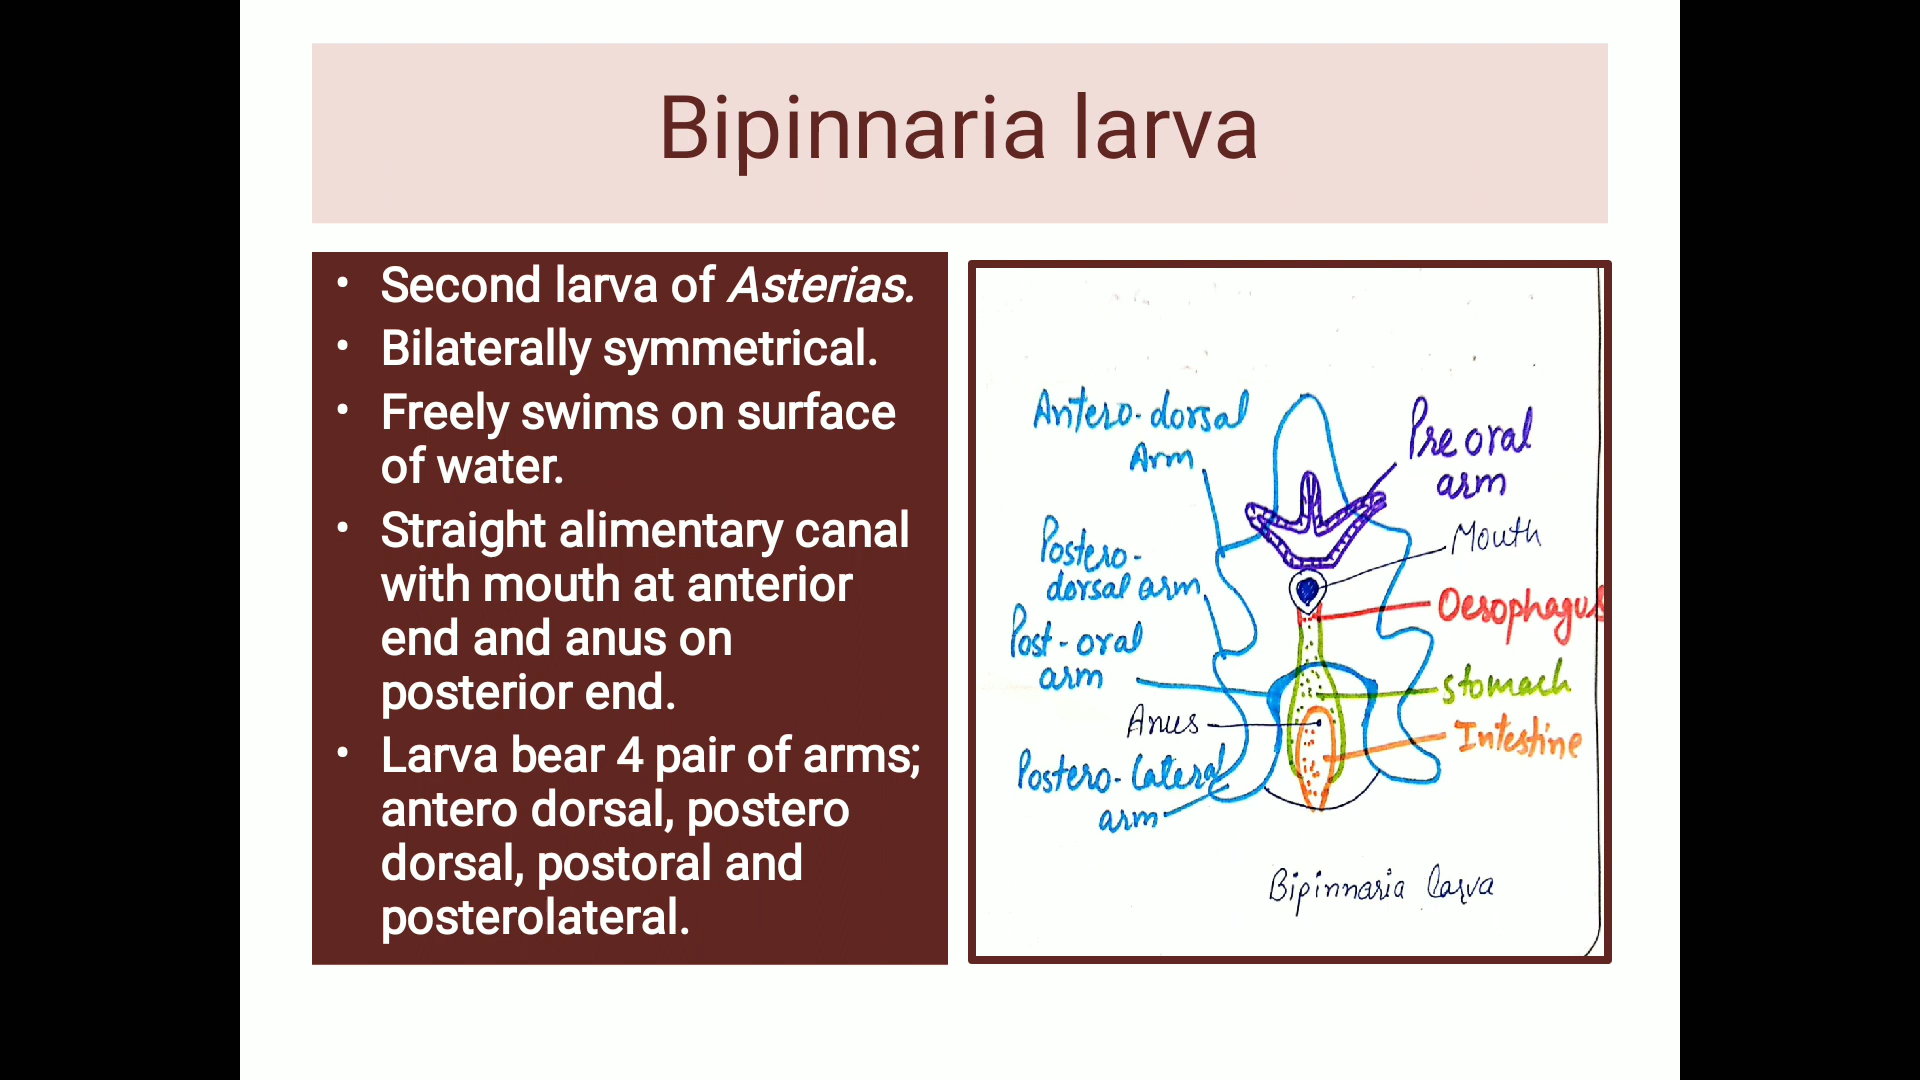 Bipinnaria larva
• Second larva of Asterias.
• Bilaterally symmetrical.
• Freely swims on surface
of water.
• Straight alimentary canal
with mouth at anterior
end and anus on
posterior end.
• Larva bear 4 pair of arms;
antero dorsal, postero
dorsal, postoral and
posterolateral.
Antero-dorsal
Arm
Pre oral
arm
Mouth
Postero-
dorsal arm
Oesophagus
Post-oral
arm
Stomach
Anus
Intestine
Postero-lateral
arm
Bipinnaria larva